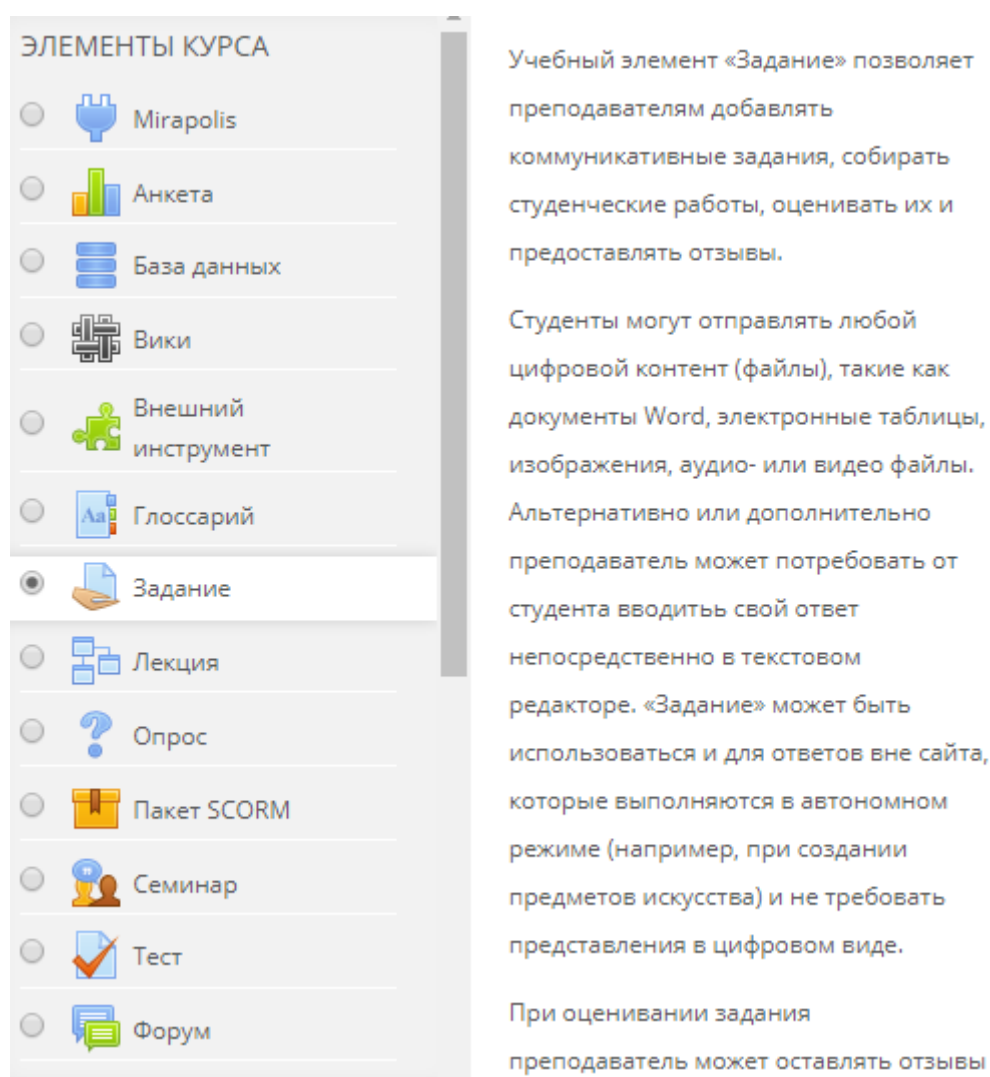 ЭЛЕМЕНТЫ КУРСА
Mirapolis
Анкета
База данных
Вики
Внешний
инструмент
Aa
Глоссарий
Задание
Лекция
Опрос
Пакет SCORM
Семинар
Тест
Форум
Учебный элемент «Задание» позволяет
преподавателям добавлять
коммуникативные задания, собирать
студенческие работы, оценивать их и
предоставлять отзывы.
Студенты могут отправлять любой
цифровой контент (файлы), такие как
документы Word, электронные таблицы,
изображения, аудио- или видео файлы.
Альтернативно или дополнительно
преподаватель может потребовать от
студента вводитьь свой ответ
непосредственно в текстовом
редакторе. «Задание» может быть
использоваться и для ответов вне сайта,
которые выполняются в автономном
режиме (например, при создании
предметов искусства) и не требовать
представления в цифровом виде.
При оценивании задания
преподаватель может оставлять отзывы